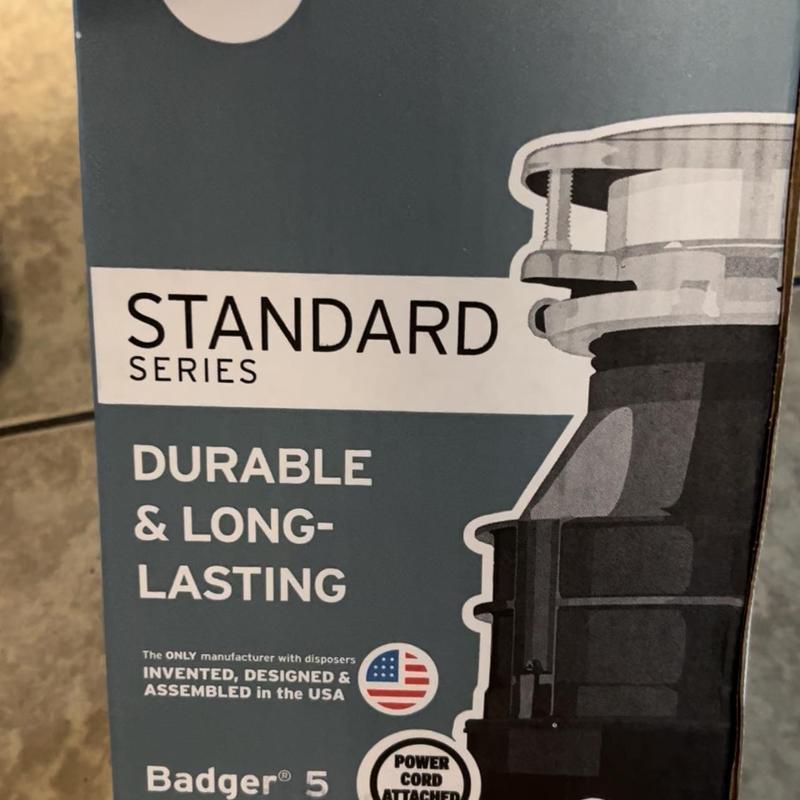 STANDARD
SERIES
DURABLE
& LONG-
LASTING
The ONLY manufacturer with disposers
INVENTED, DESIGNED &
ASSEMBLED in the USA
Badger® 5
POWER
CORD
ATTACHED